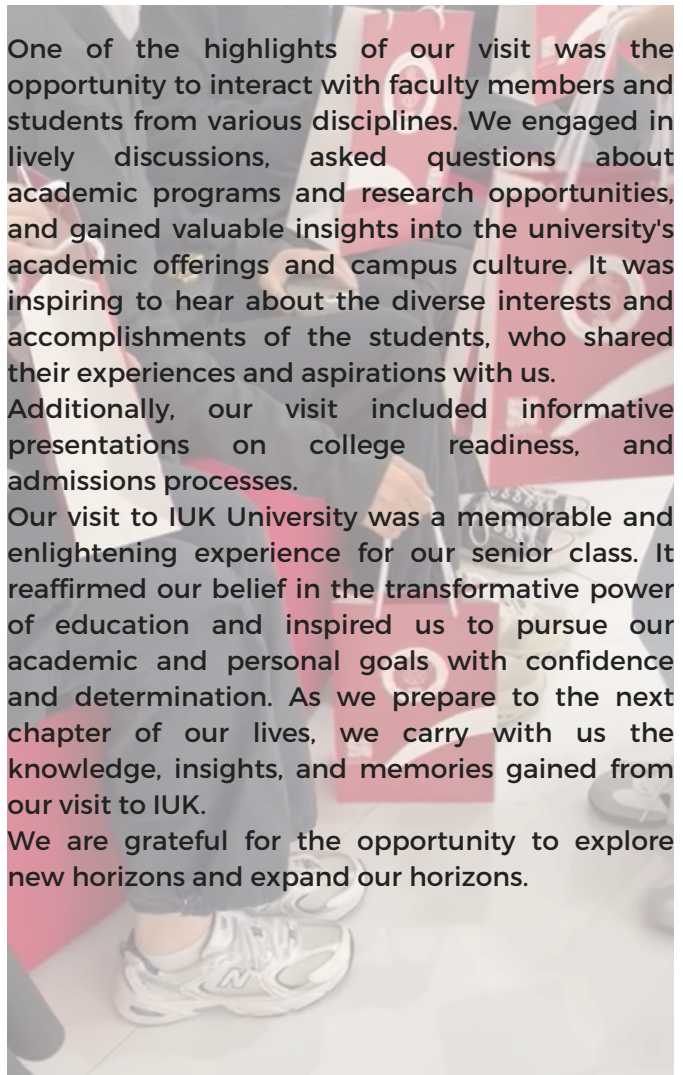 One of the highlights of our visit was the
opportunity to interact with faculty members and
students from various disciplines. We engaged in
lively discussions, asked questions about
academic programs and research opportunities,
and gained valuable insights into the university's
academic offerings and campus culture. It was
inspiring to hear about the diverse interests and
accomplishments of the students, who shared
their experiences and aspirations with us.
Additionally, our visit included informative
presentations on college readiness, and
admissions processes.
Our visit to IUK University was a memorable and
enlightening experience for our senior class. It
reaffirmed our belief in the transformative power
of education and inspired us to pursue our
academic and personal goals with confidence
and determination. As we prepare to the next
chapter of our lives, we carry with us the
knowledge, insights, and memories gained from
our visit to IUK.
We are grateful for the opportunity to explore
new horizons and expand our horizons.